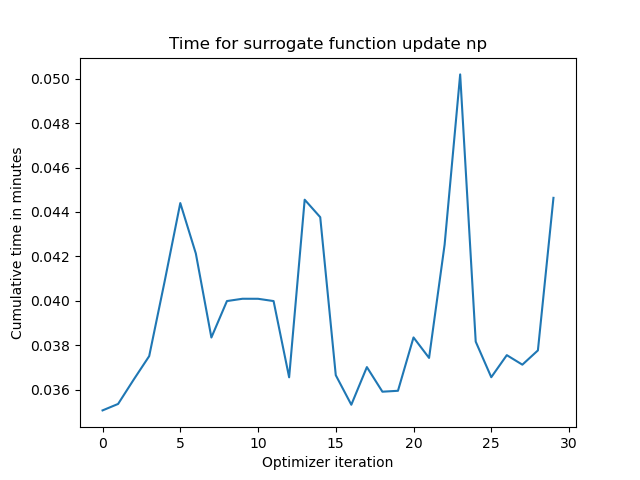 Time for surrogate function update np
Cumulative time in minutes
0.050
0.048
0.046
0.044
0.042
0.040
0.038
0.036
0 5 10 15 20 25 30
Optimizer iteration